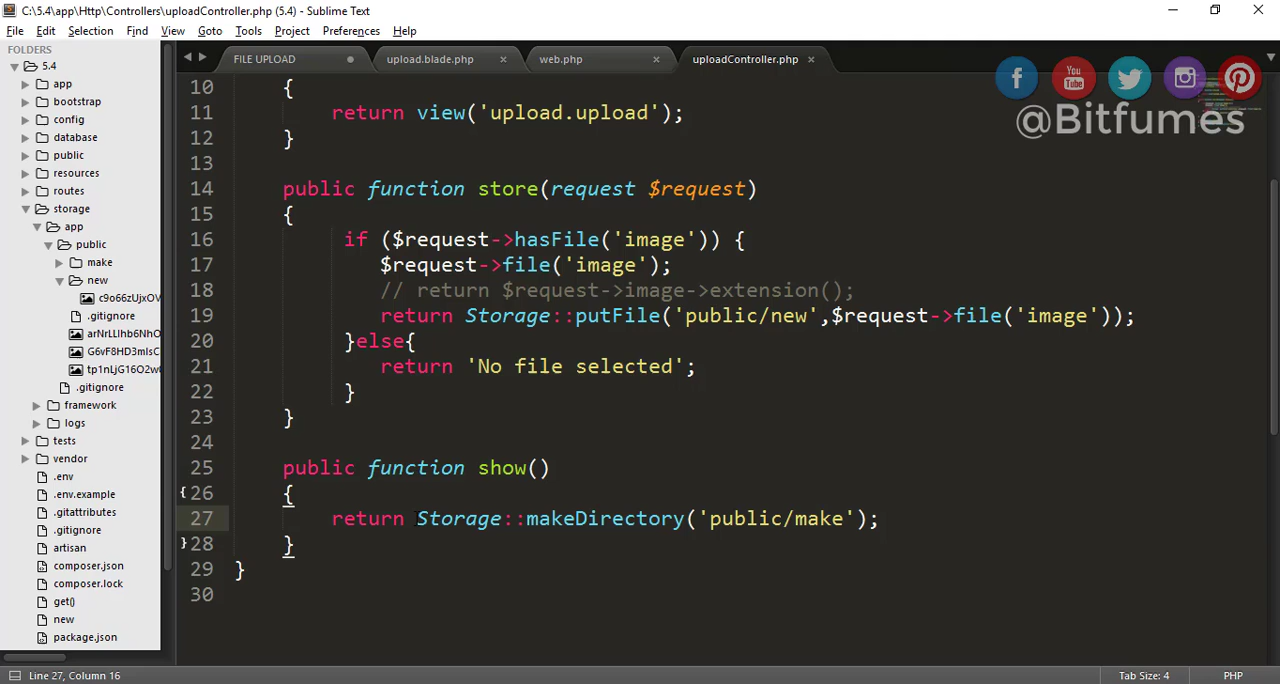 C:\5.4\app\Http\Controllers\uploadController.php (5.4) - Sublime Text
File Edit Selection Find View Goto Tools Project Preferences Help
FOLDERS
5.4
app
bootstrap
config
database
public
resources
routes
storage
app
public
make
new
c9o66zUjxOV
.gitignore
arNrLLIhb6NhO
G6vF8HD3mIsC
tp1nLjG16O2wC
.gitignore
framework
logs
tests
vendor
.env
.env.example
.gitattributes
.gitignore
artisan
composer.json
composer.lock
get()
new
package.json
FILE UPLOAD upload.blade.php web.php uploadController.php
You Tube
@Bitfumes
10 {
11 return view('upload.upload');
12 }
13
14 public function store(request $request)
15 {
16 if ($request->hasFile('image')) {
17 $request->file('image');
18 // return $request->image->extension();
19 return Storage::putFile('public/new',$request->file('image'));
20 }else{
21 return 'No file selected';
22 }
23 }
24
25 public function show()
26 {
27 return Storage::makeDirectory('public/make');
28 }
29 }
30
Line 27, Column 16 Tab Size: 4 PHP